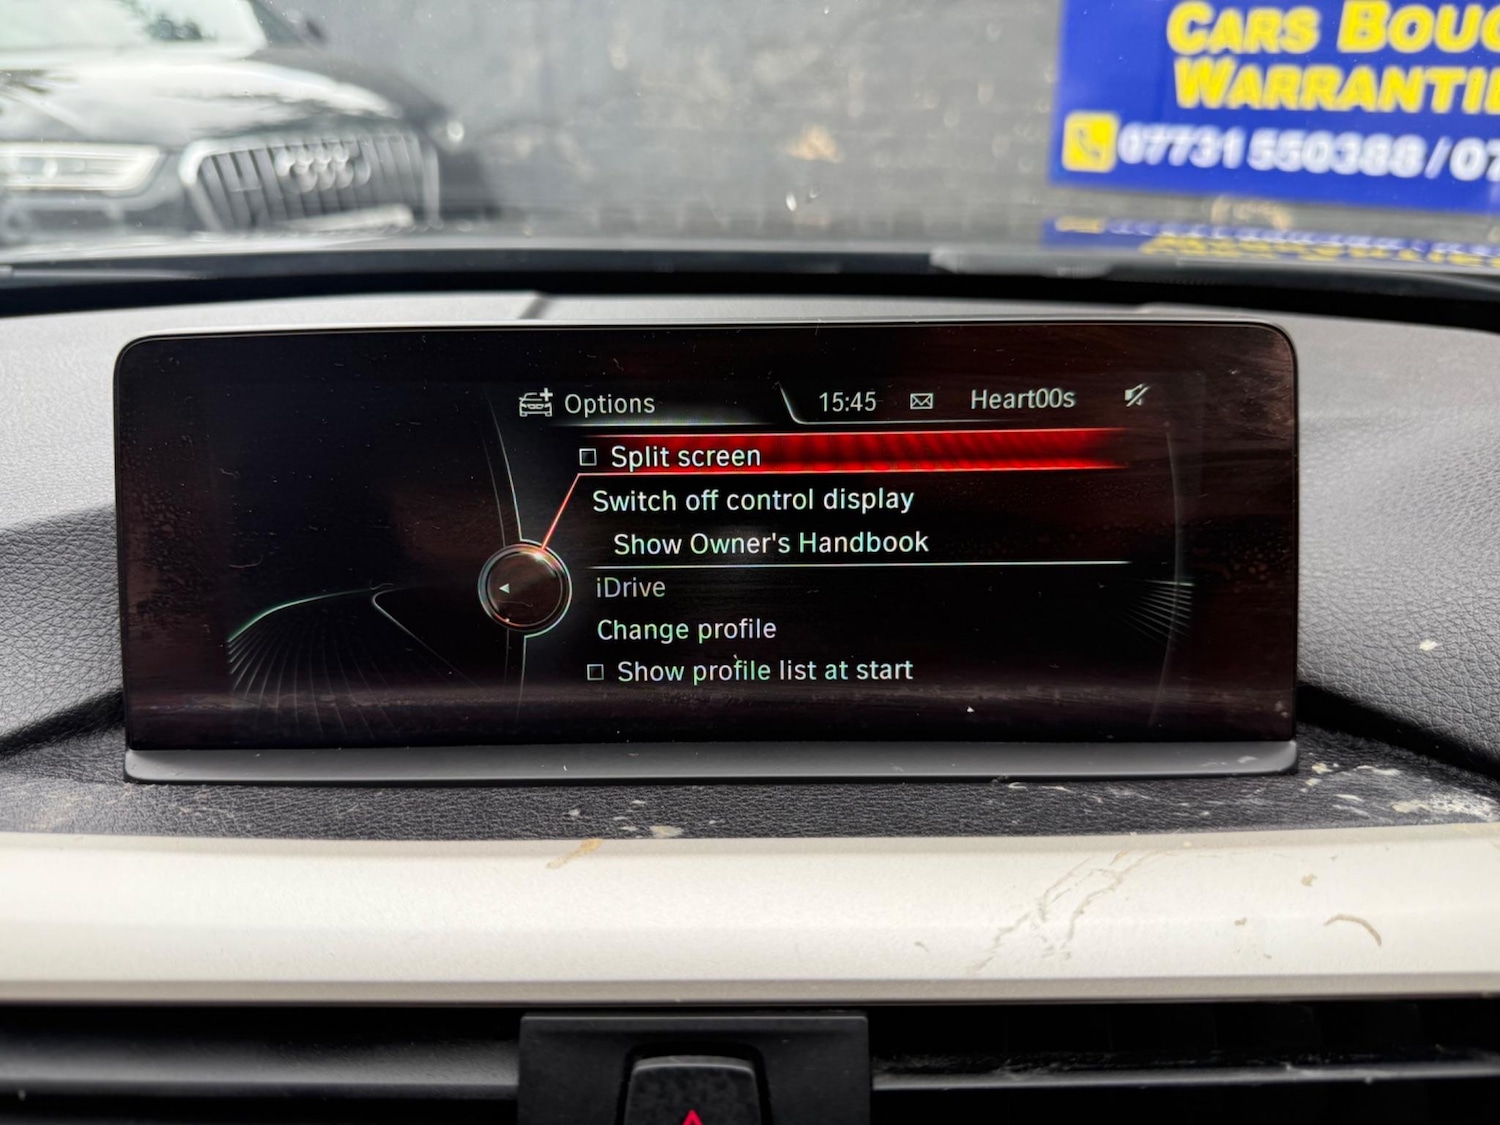 CARS BOUG
WARRANTIE
07731 550388 / 07
Options
15:45
Heart00s
Split screen
Switch off control display
Show Owner's Handbook
iDrive
Change profile
Show profile list at start